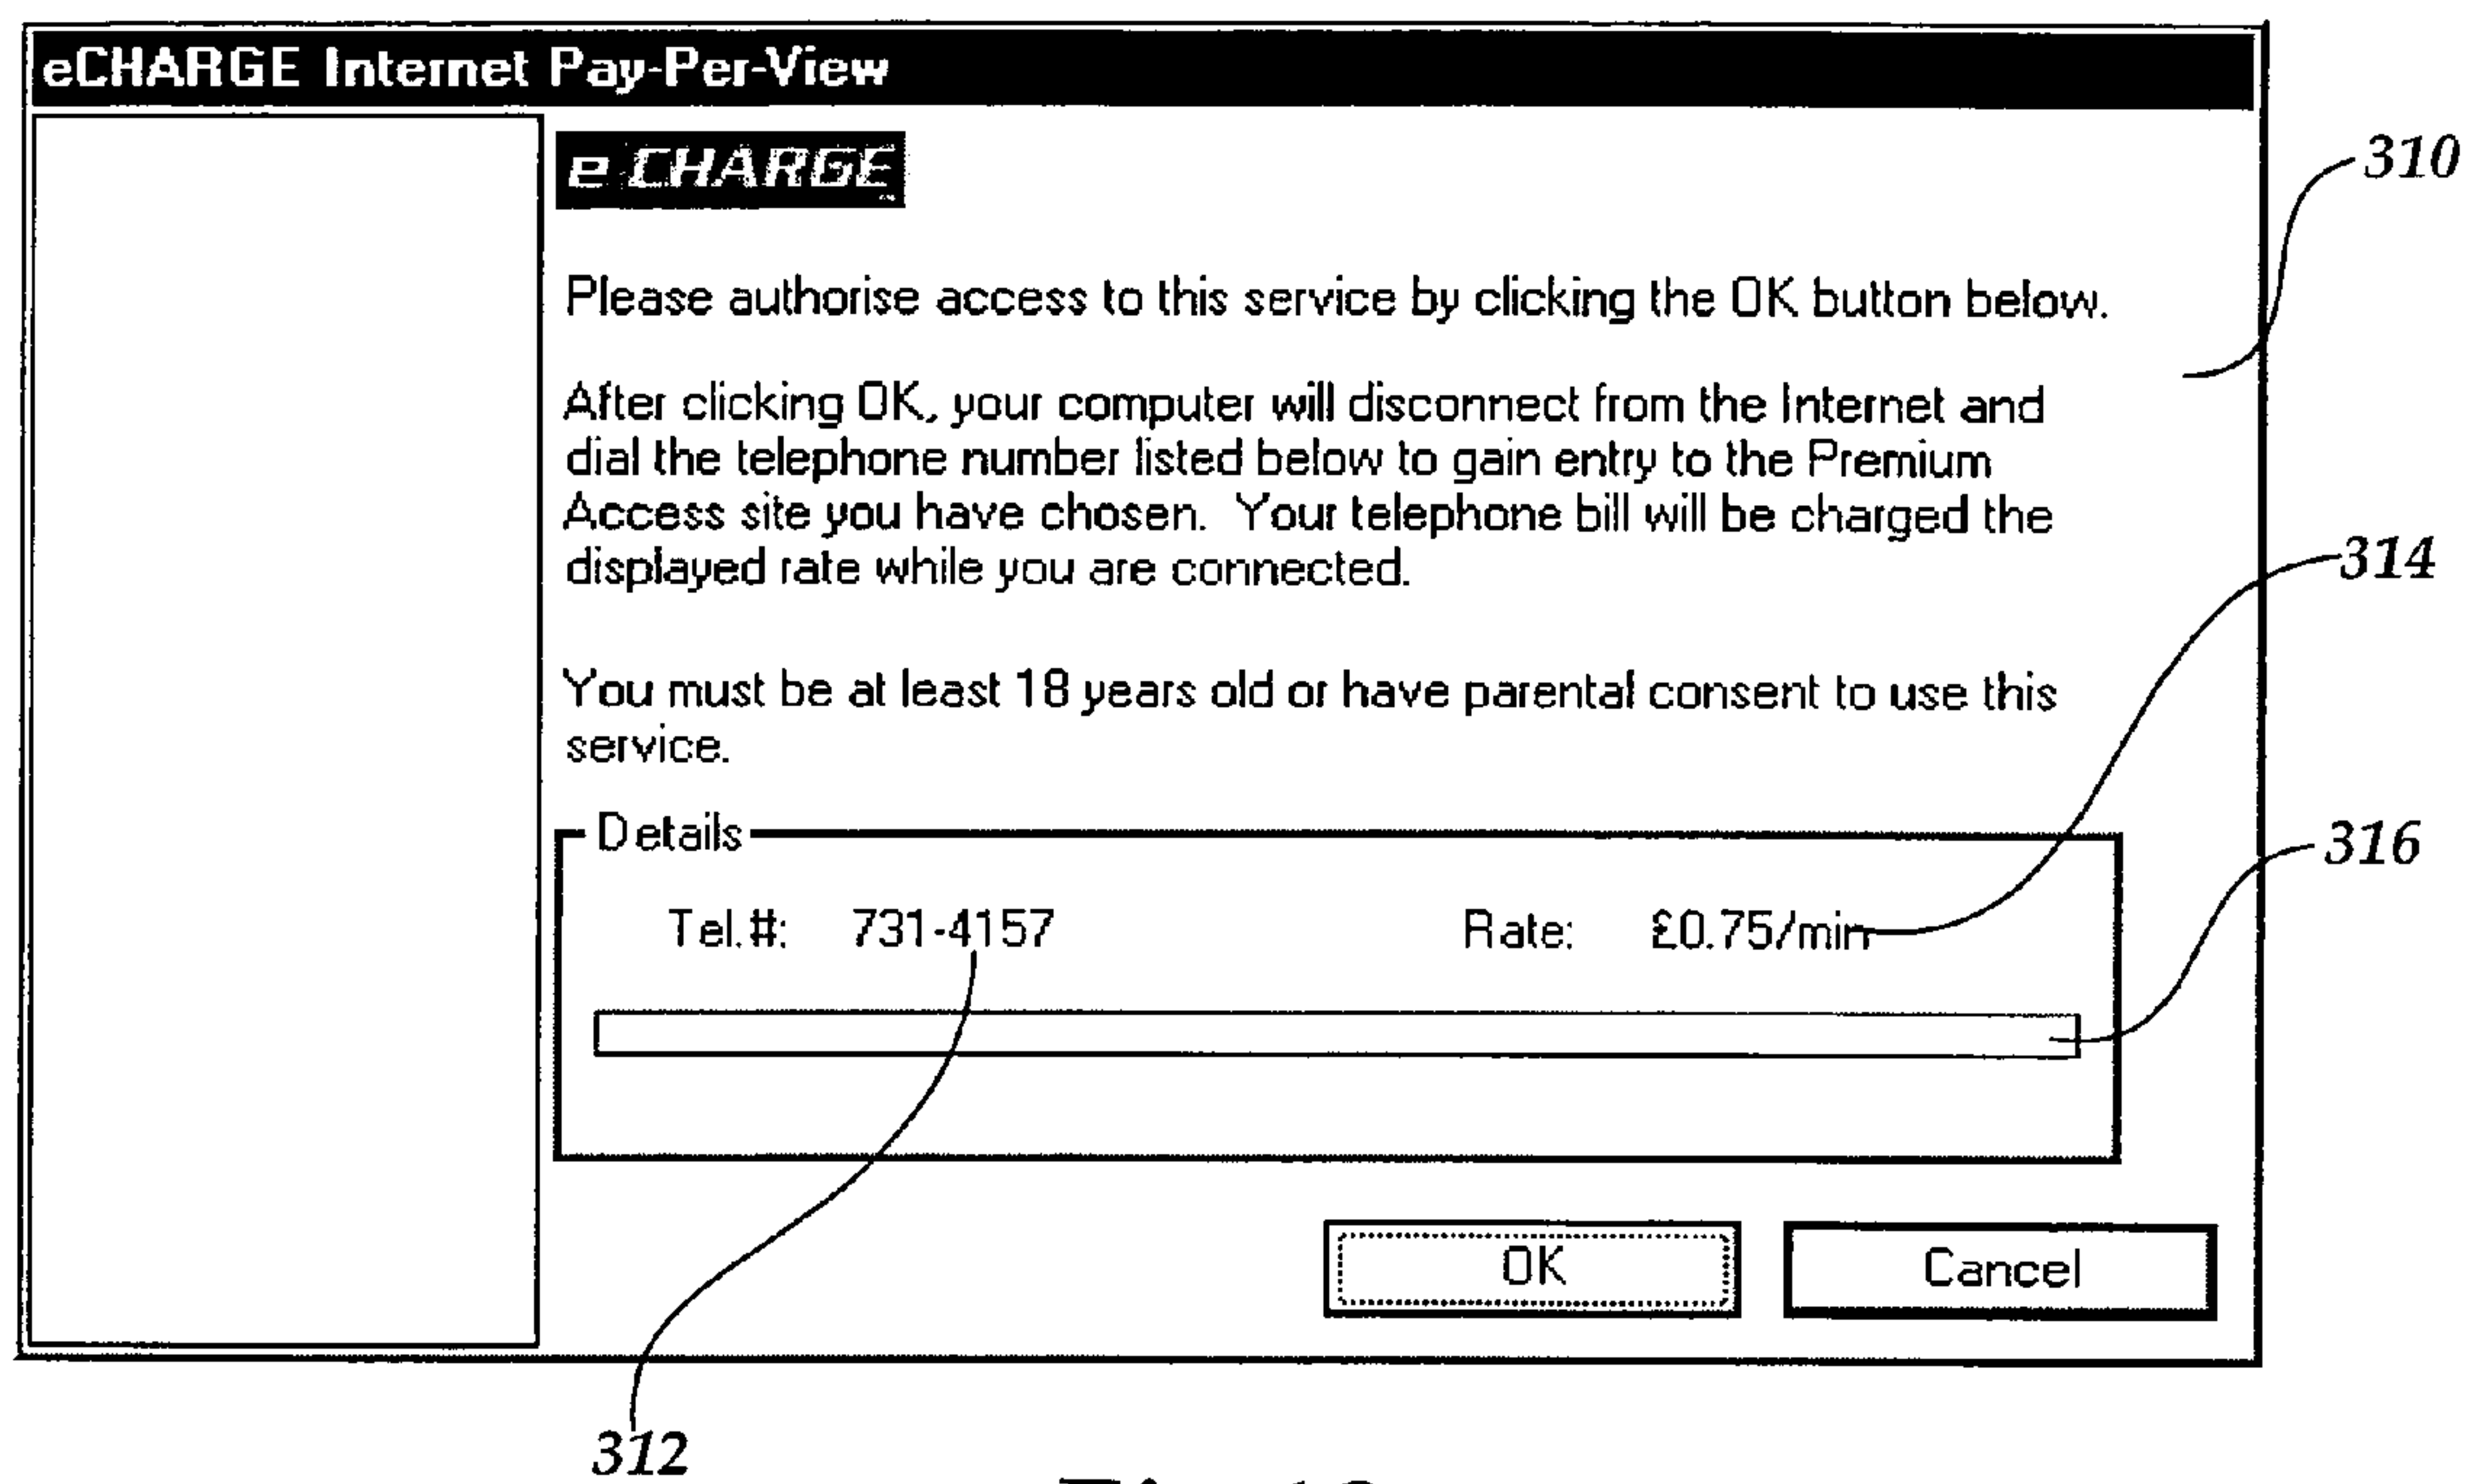 eCHARGE Internet Pay-Per-View
e CHARGE
310
Please authorise access to this service by clicking the OK button below.
After clicking OK, your computer will disconnect from the Internet and
dial the telephone number listed below to gain entry to the Premium
Access site you have chosen. Your telephone bill will be charged the
displayed rate while you are connected.
314
You must be at least 18 years old or have parental consent to use this
service.
Details
316
Tel.#: 731-4157 Rate: £0.75/min
OK Cancel
312